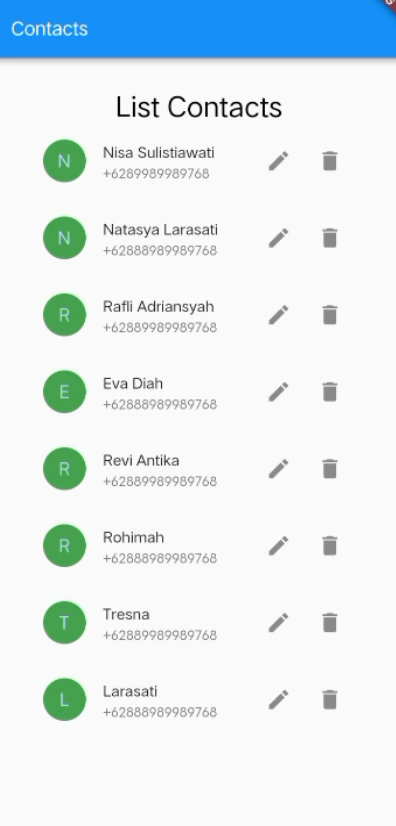 Contacts
List Contacts
N
Nisa Sulistiawati
+6289989989768
N
Natasya Larasati
+62888989989768
R
Rafli Adriansyah
+62889989989768
E
Eva Diah
+62888989989768
R
Revi Antika
+62889989989768
R
Rohimah
+62888989989768
T
Tresna
+62889989989768
L
Larasati
+62888989989768